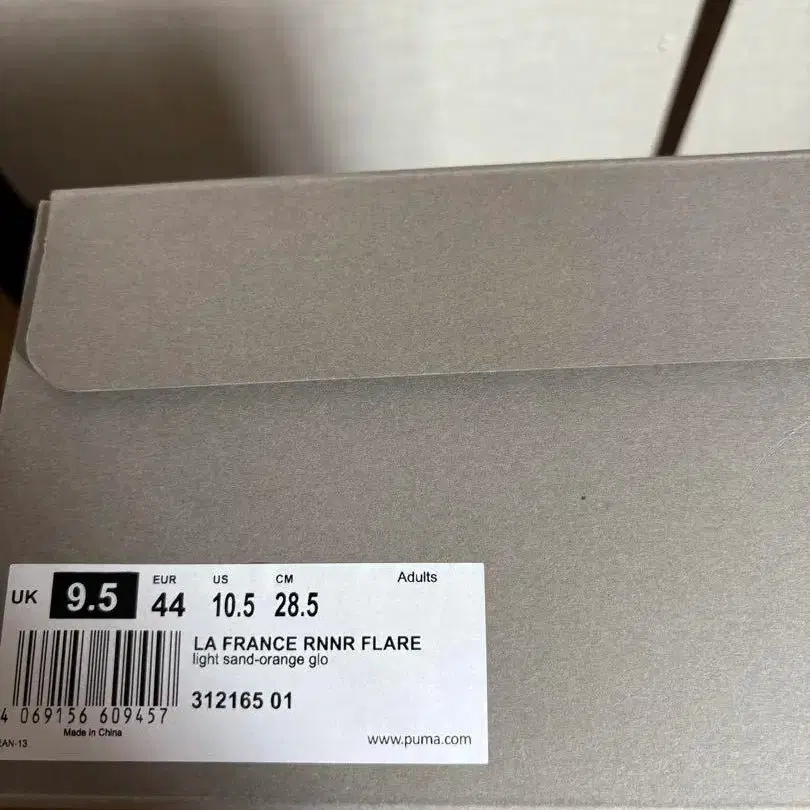 UK 9.5 EUR 44 US 10.5 CM 28.5 Adults
LA FRANCE RNNR FLARE
light sand-orange glo
312165 01
4 069156 609457
Made in China
EAN-13
www.puma.com